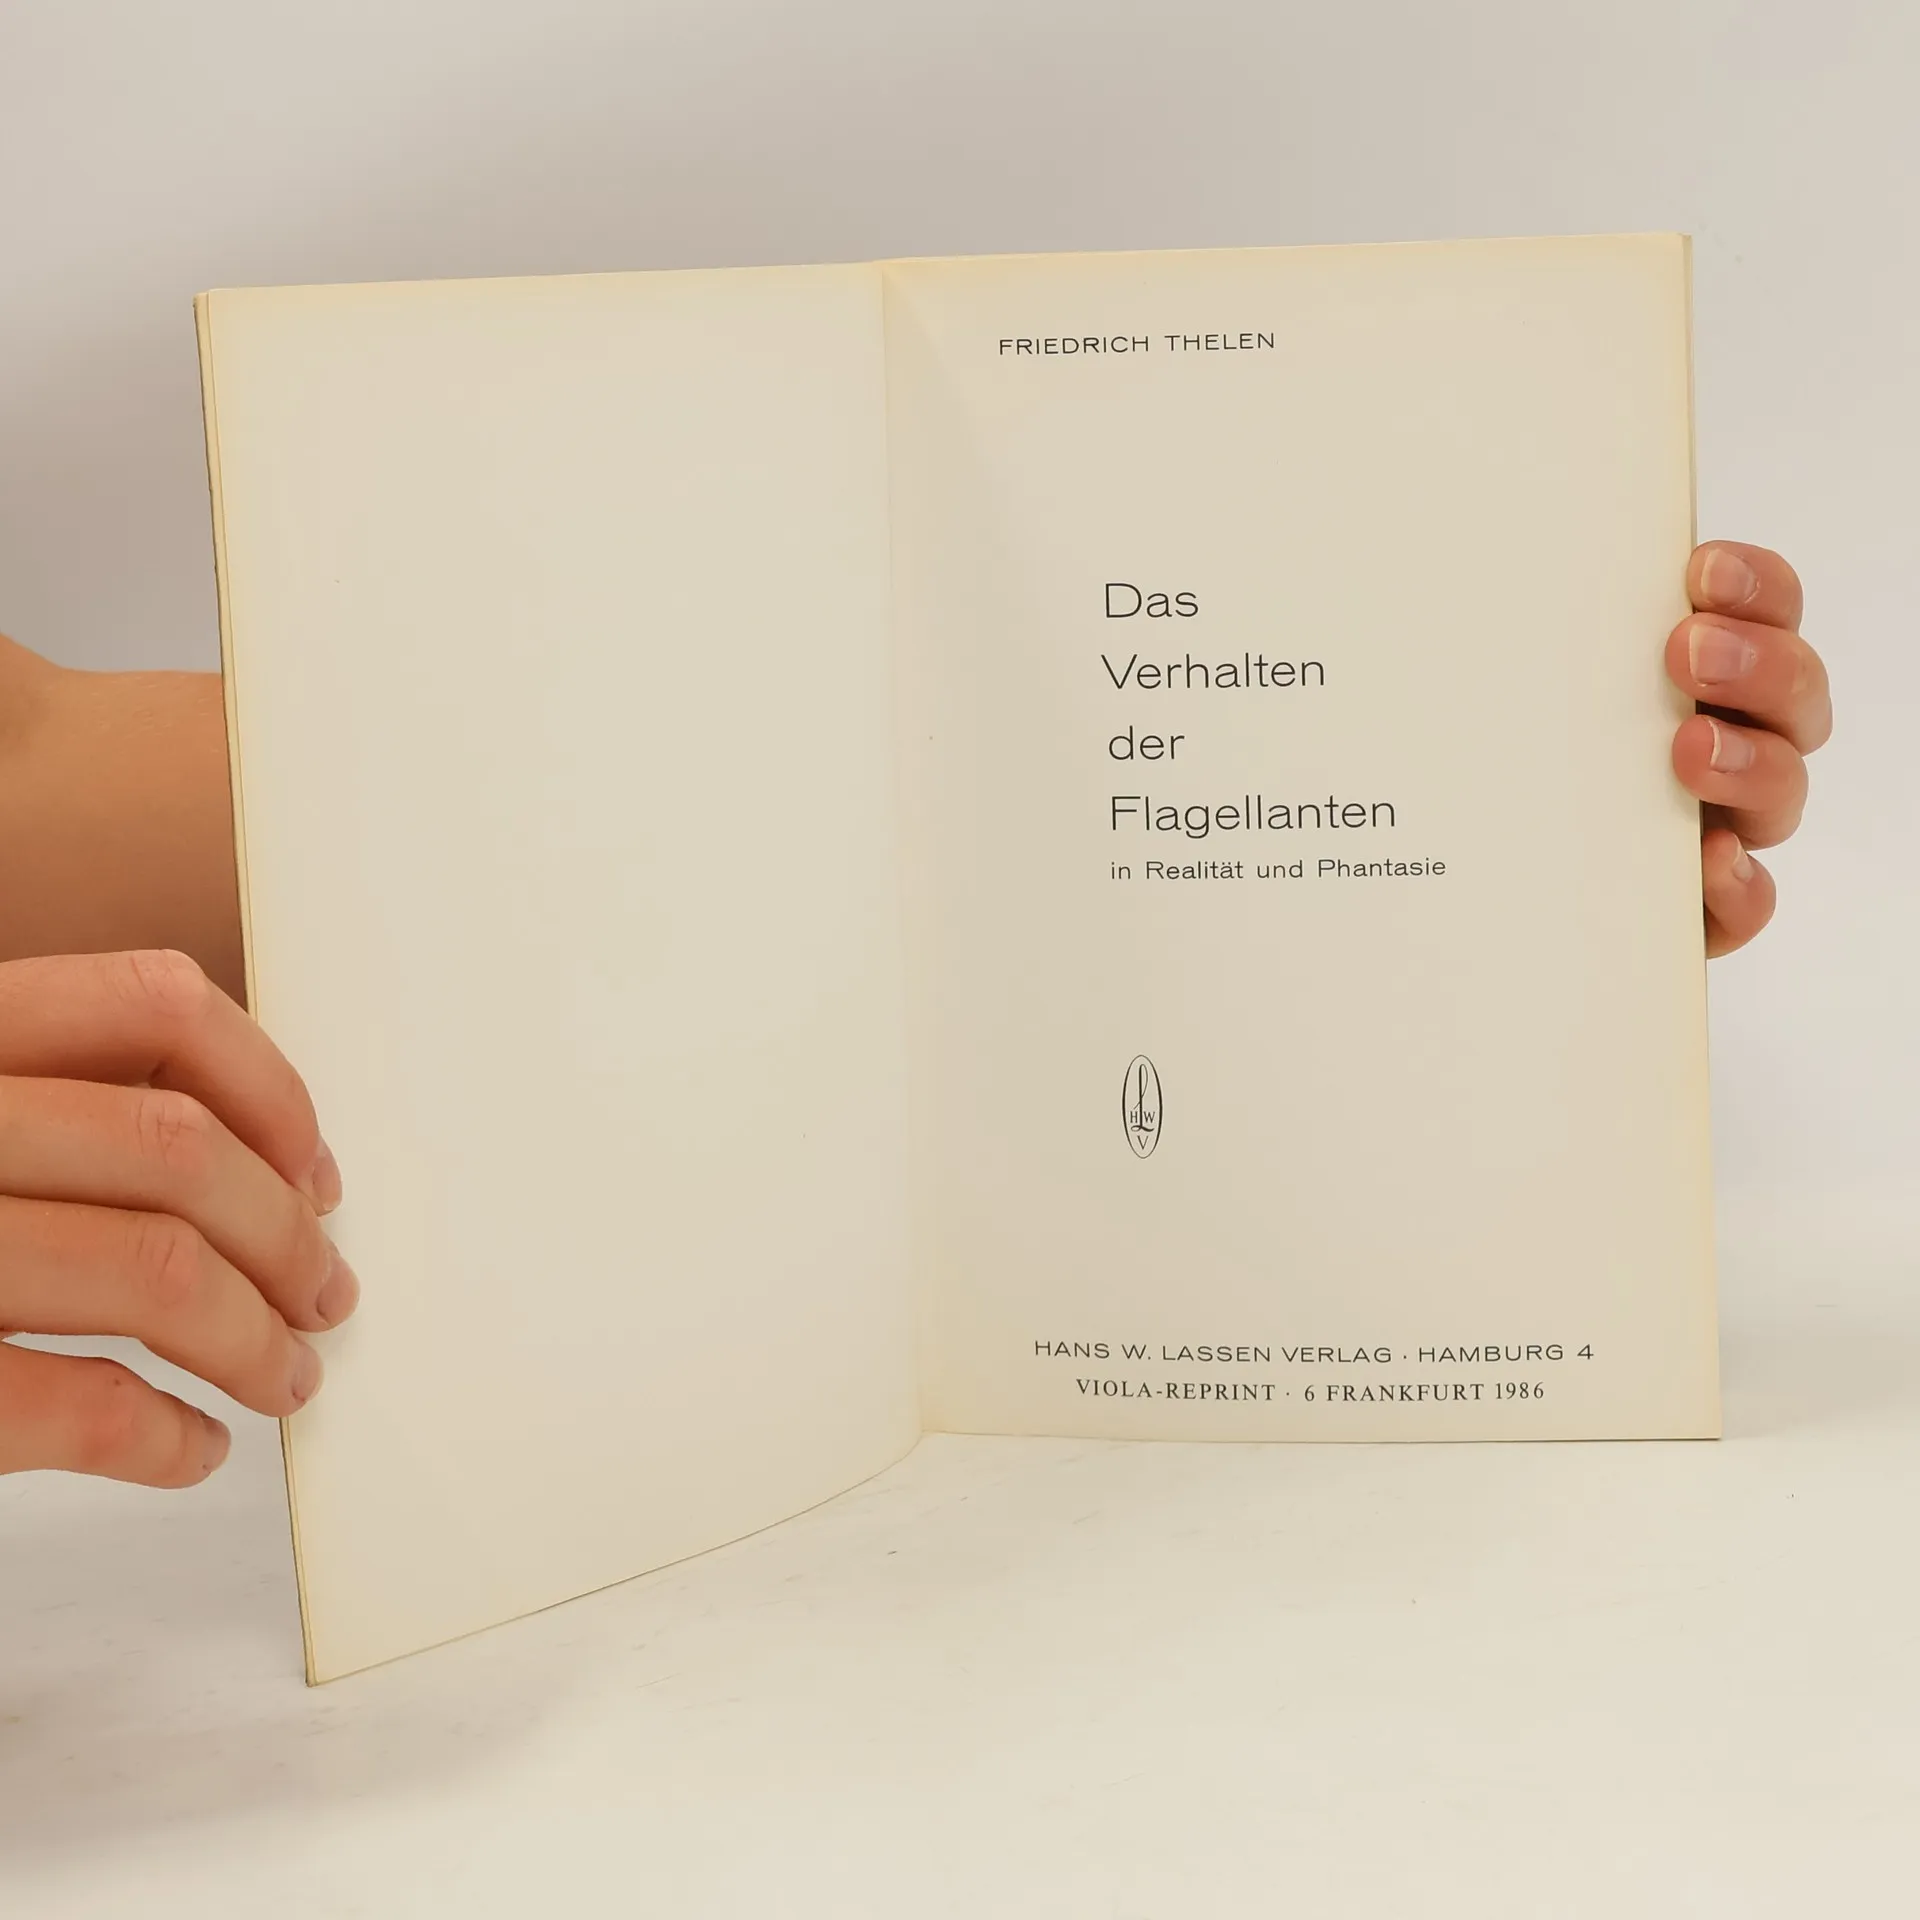 FRIEDRICH THELEN
Das
Verhalten
der
Flagellanten
in Realität und Phantasie
L
H W
V
HANS W. LASSEN VERLAG · HAMBURG 4
VIOLA-REPRINT · 6 FRANKFURT 1986